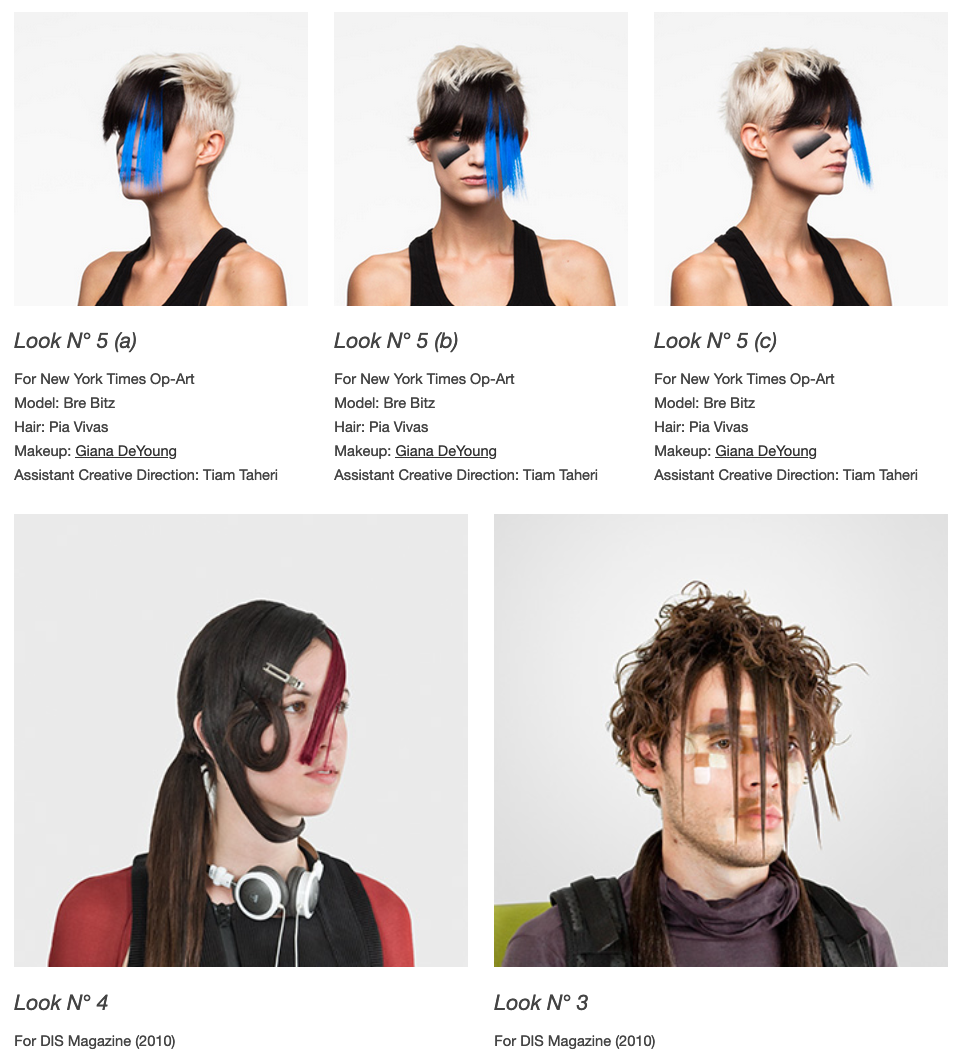 Look N° 5 (a)
For New York Times Op-Art
Model: Bre Bitz
Hair: Pia Vivas
Makeup: Giana DeYoung
Assistant Creative Direction: Tiam Taheri
Look N° 5 (b)
For New York Times Op-Art
Model: Bre Bitz
Hair: Pia Vivas
Makeup: Giana DeYoung
Assistant Creative Direction: Tiam Taheri
Look N° 5 (c)
For New York Times Op-Art
Model: Bre Bitz
Hair: Pia Vivas
Makeup: Giana DeYoung
Assistant Creative Direction: Tiam Taheri
Look N° 4
For DIS Magazine (2010)
Look N° 3
For DIS Magazine (2010)